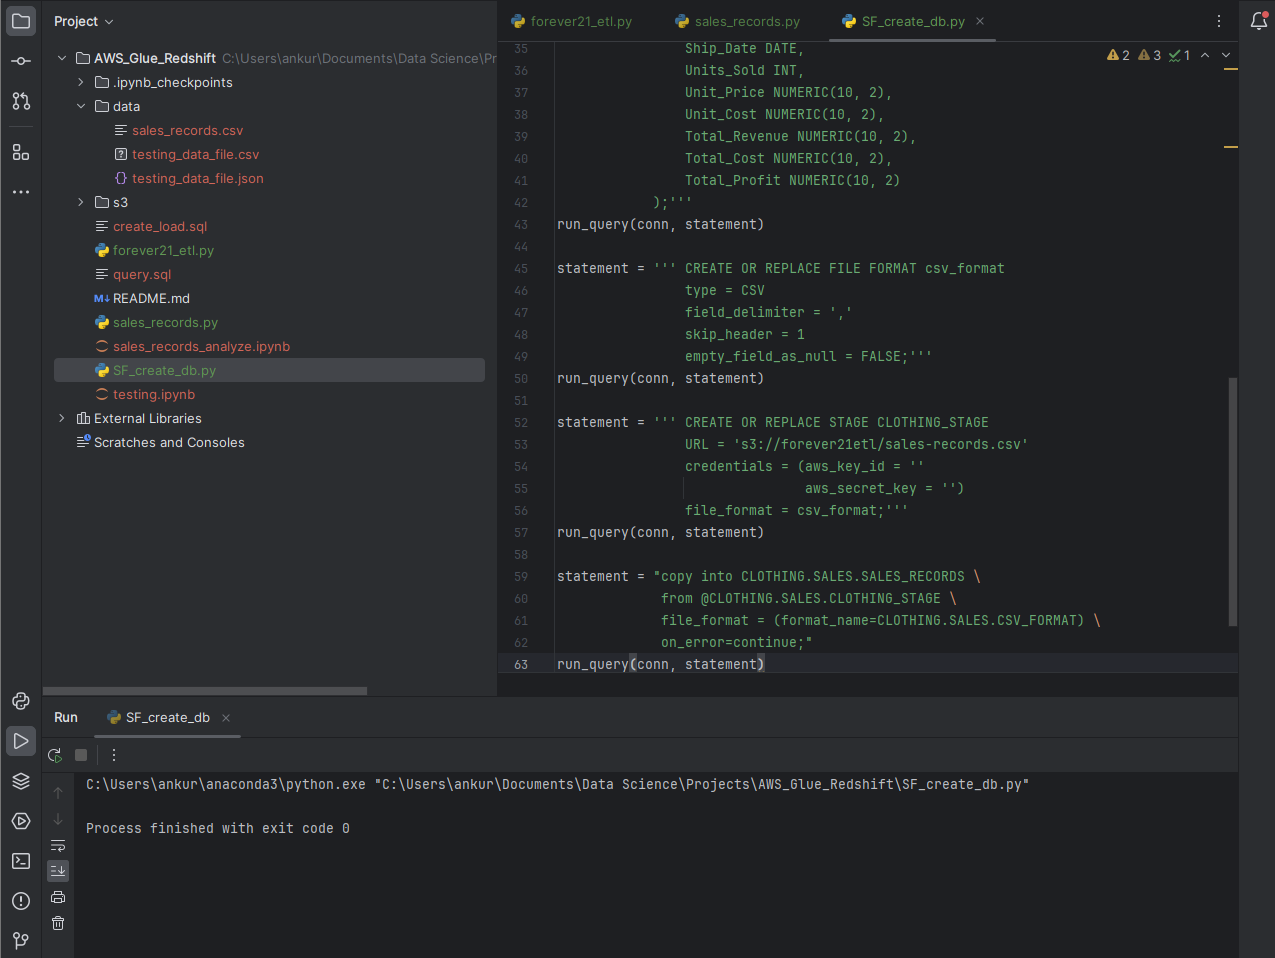 Project
AWS_Glue_Redshift C:\Users\ankur\Documents\Data Science\Pr
.ipynb_checkpoints
data
sales_records.csv
testing_data_file.csv
testing_data_file.json
s3
create_load.sql
forever21_etl.py
query.sql
M↓ README.md
sales_records.py
sales_records_analyze.ipynb
SF_create_db.py
testing.ipynb
External Libraries
Scratches and Consoles
forever21_etl.py sales_records.py SF_create_db.py
2 3 1
35 Ship_Date DATE,
36 Units_Sold INT,
37 Unit_Price NUMERIC(10, 2),
38 Unit_Cost NUMERIC(10, 2),
39 Total_Revenue NUMERIC(10, 2),
40 Total_Cost NUMERIC(10, 2),
41 Total_Profit NUMERIC(10, 2)
42 );'''
43 run_query(conn, statement)
44
45 statement = ''' CREATE OR REPLACE FILE FORMAT csv_format
46 type = CSV
47 field_delimiter = ','
48 skip_header = 1
49 empty_field_as_null = FALSE;'''
50 run_query(conn, statement)
51
52 statement = ''' CREATE OR REPLACE STAGE CLOTHING_STAGE
53 URL = 's3://forever21etl/sales-records.csv'
54 credentials = (aws_key_id = ''
55 aws_secret_key = '')
56 file_format = csv_format;'''
57 run_query(conn, statement)
58
59 statement = "copy into CLOTHING.SALES.SALES_RECORDS \
60 from @CLOTHING.SALES.CLOTHING_STAGE \
61 file_format = (format_name=CLOTHING.SALES.CSV_FORMAT) \
62 on_error=continue;"
63 run_query(conn, statement)
Run SF_create_db
C:\Users\ankur\anaconda3\python.exe "C:\Users\ankur\Documents\Data Science\Projects\AWS_Glue_Redshift\SF_create_db.py"
Process finished with exit code 0